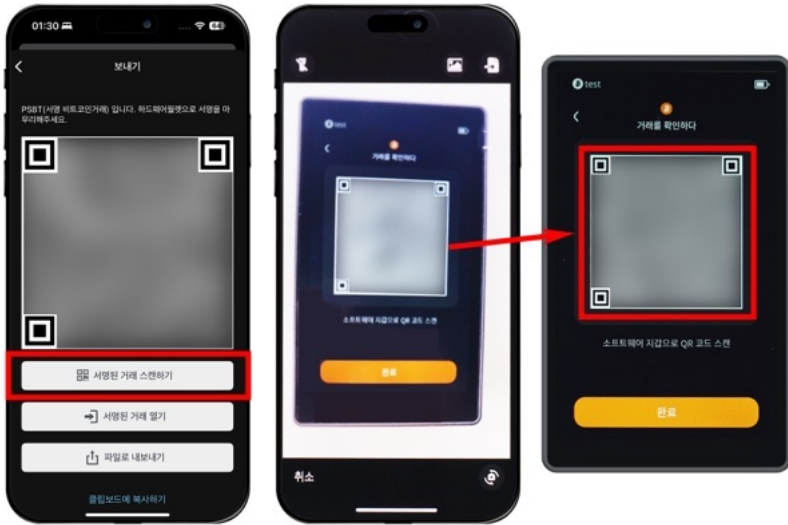 01:30
64
보내기
PSBT(서명 비트코인거래) 입니다. 하드웨어월렛으로 서명을 마
무리해주세요.
서명된 거래 스캔하기
서명된 거래 열기
파일로 내보내기
클립보드에 복사하기
test
거래를 확인하다
소프트웨어 지갑으로 QR 코드 스캔
완료
취소
test
거래를 확인하다
소프트웨어 지갑으로 QR 코드 스캔
완료